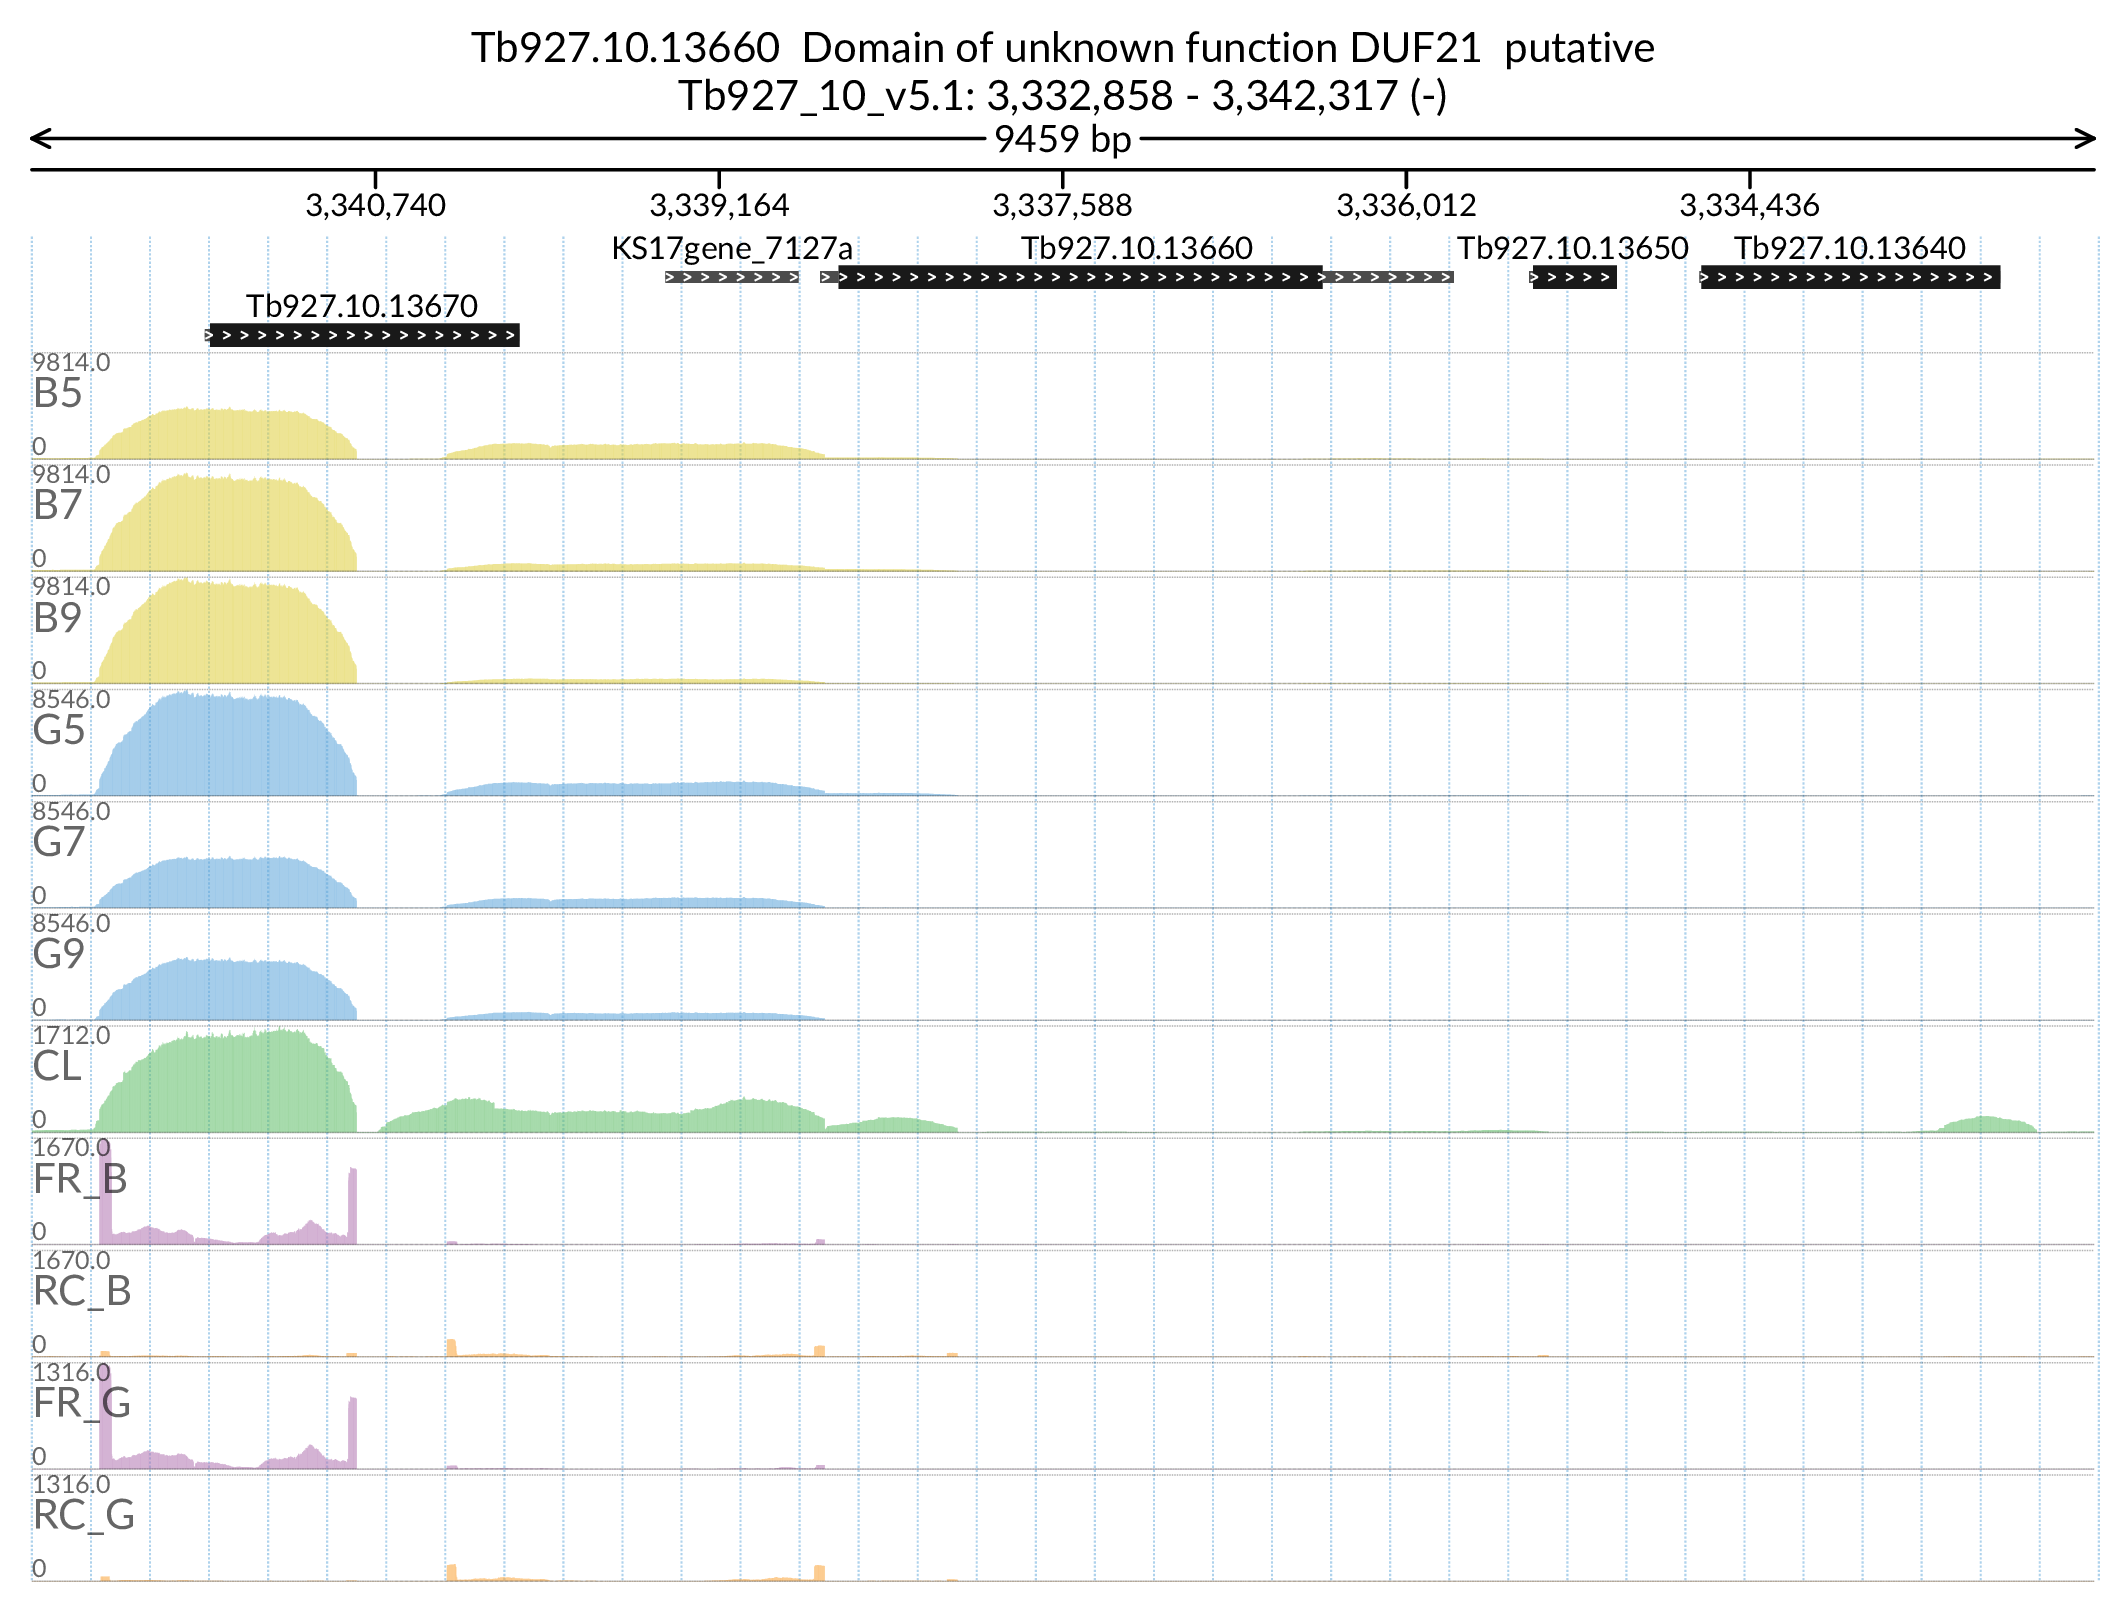 Tb927.10.13660  Domain of unknown function DUF21  putative
Tb927_10_v5.1: 3,332,858 - 3,342,317 (-)
9459 bp
3,340,740 3,339,164 3,337,588 3,336,012 3,334,436
KS17gene_7127a Tb927.10.13660 Tb927.10.13650 Tb927.10.13640
Tb927.10.13670
9814.0
B5
0
9814.0
B7
0
9814.0
B9
0
8546.0
G5
0
8546.0
G7
0
8546.0
G9
0
1712.0
CL
0
1670.0
FR_B
0
1670.0
RC_B
0
1316.0
FR_G
0
1316.0
RC_G
0